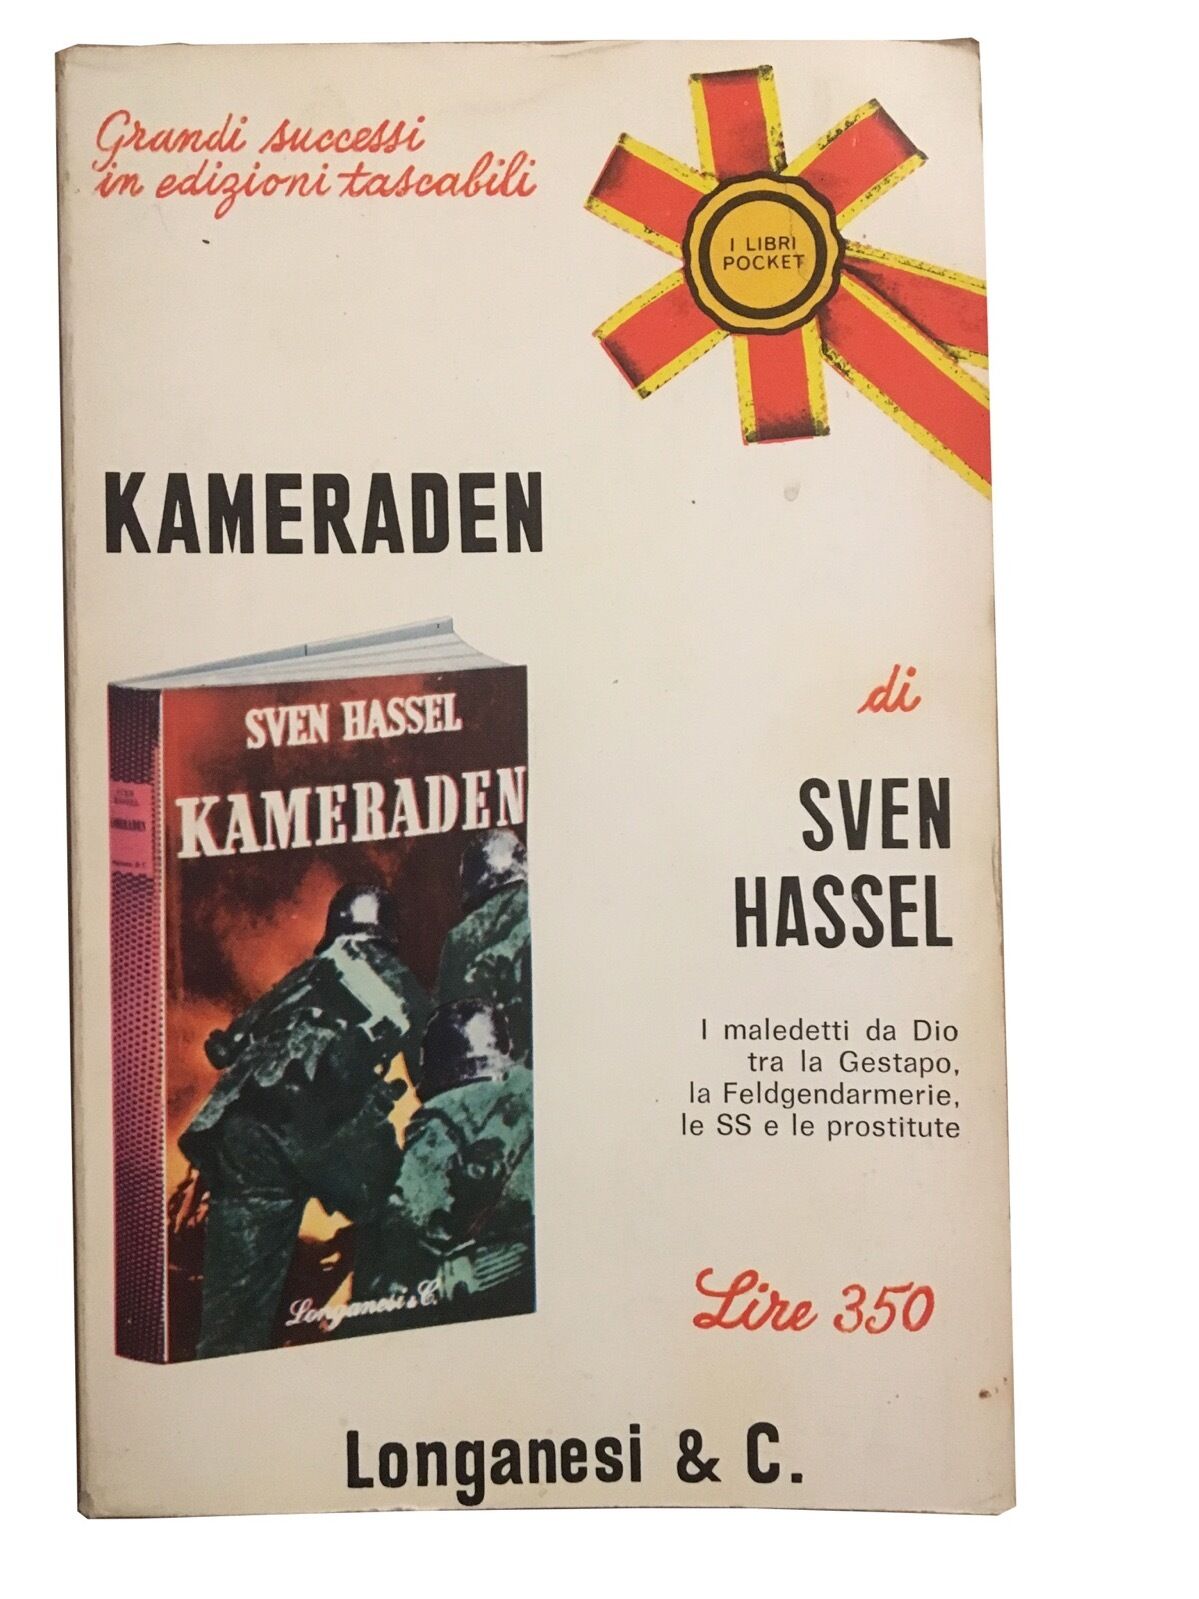 Grandi successi
in edizioni tascabili
I LIBRI
POCKET
KAMERADEN
SVEN HASSEL
KAMERADEN
Longanesi & C.
di
SVEN
HASSEL
I maledetti da Dio
tra la Gestapo,
la Feldgendarmerie,
le SS e le prostitute
Lire 350
Longanesi & C.